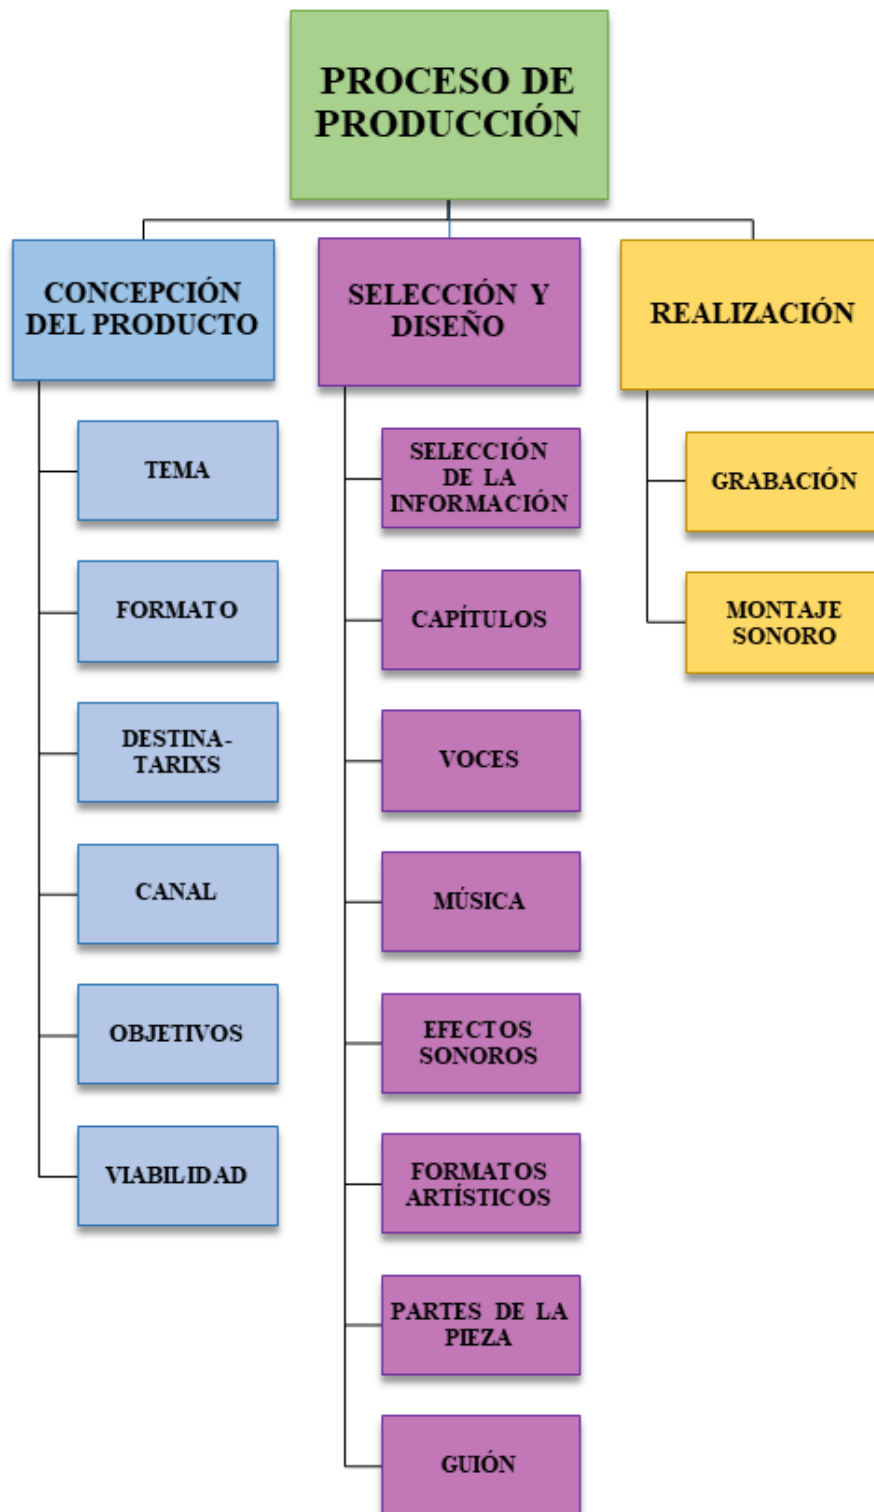 PROCESO DE
PRODUCCIÓN
CONCEPCIÓN
DEL PRODUCTO
TEMA
FORMATO
DESTINA-
TARIXS
CANAL
OBJETIVOS
VIABILIDAD
SELECCIÓN Y
DISEÑO
SELECCIÓN
DE LA
INFORMACIÓN
CAPÍTULOS
VOCES
MÚSICA
EFECTOS
SONOROS
FORMATOS
ARTÍSTICOS
PARTES DE LA
PIEZA
GUIÓN
REALIZACIÓN
GRABACIÓN
MONTAJE
SONORO